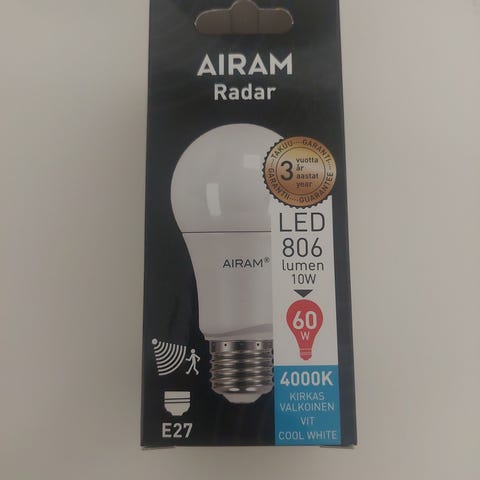 AIRAM
Radar
TAKUU GARANTI
3 vuotta
år
aastat
year
GARANTII GUARANTEE
LED
806
lumen
10W
AIRAM®
60
W
4000K
KIRKAS
VALKOINEN
VIT
COOL WHITE
E27